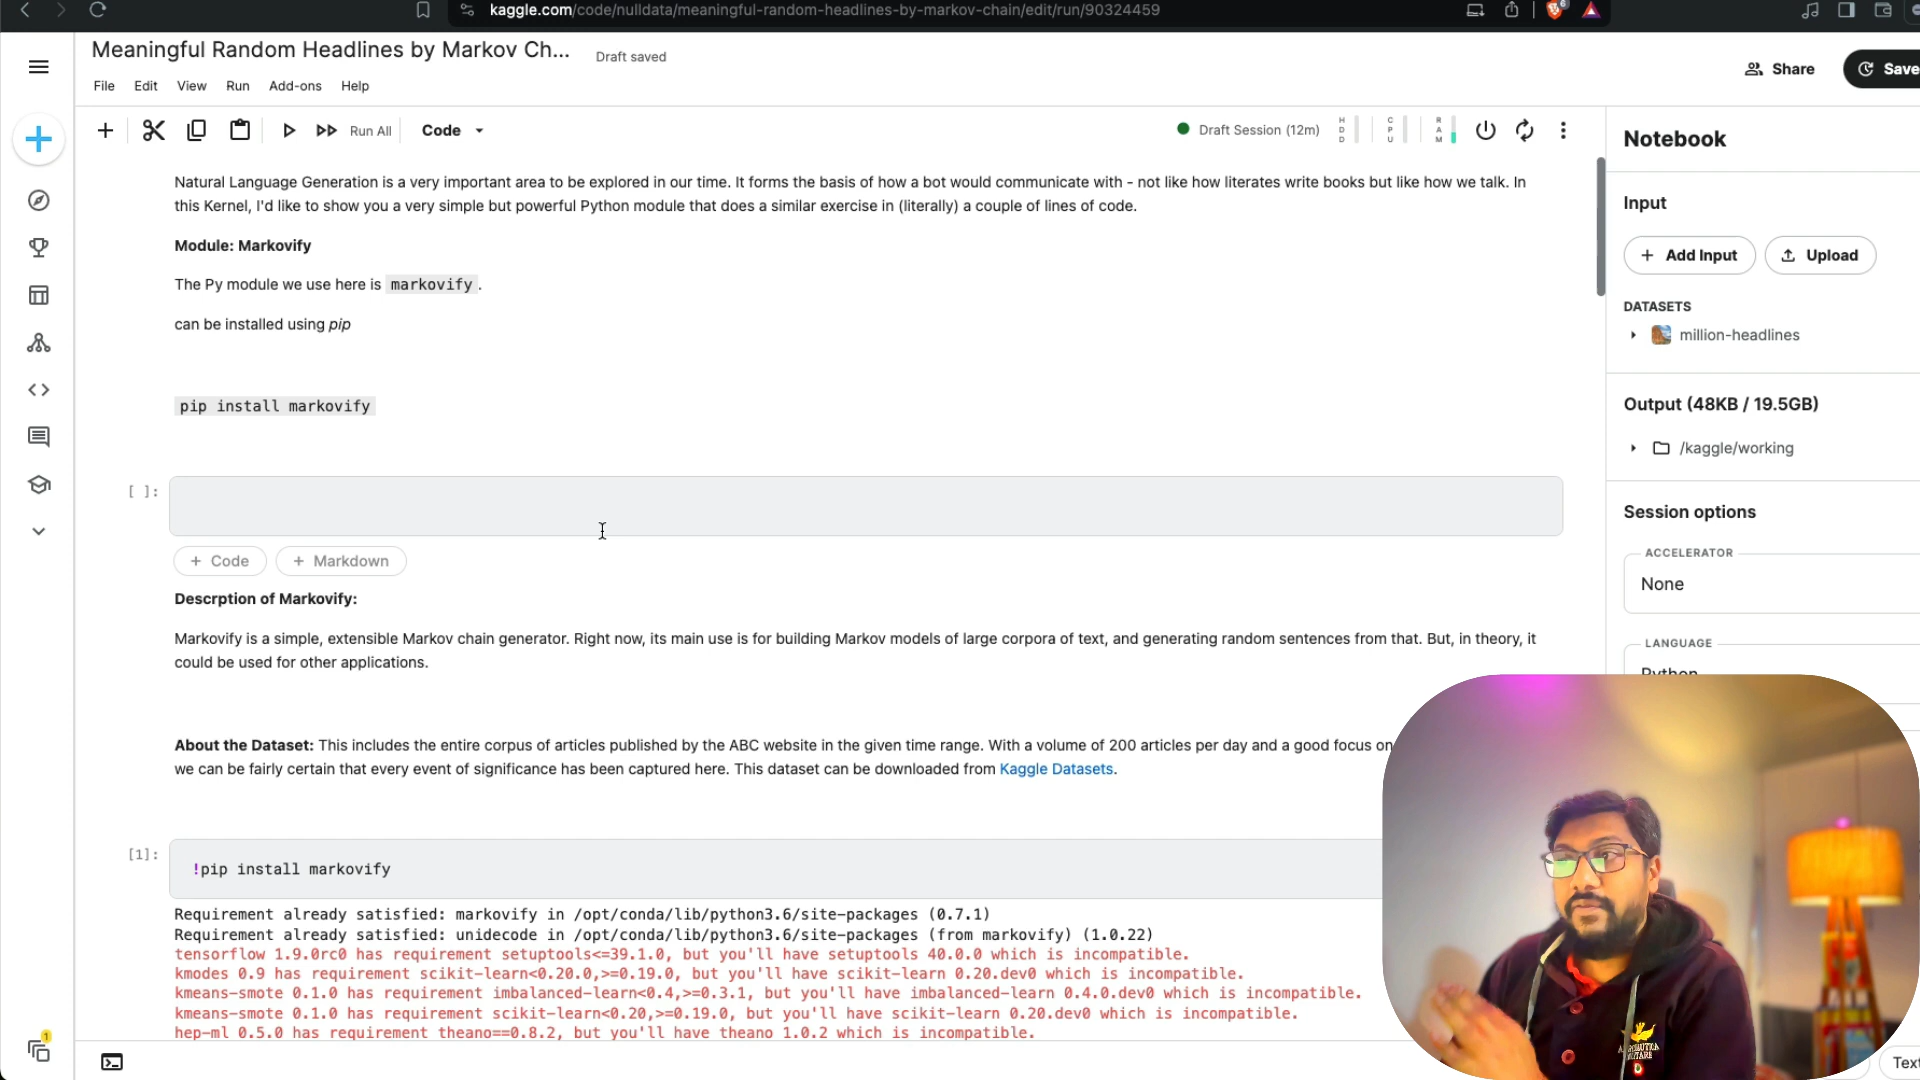 kaggle.com/code/nulldata/meaningful-random-headlines-by-markov-chain/edit/run/90324459
6
Meaningful Random Headlines by Markov Ch...
Draft saved
Share
Save
File Edit View Run Add-ons Help
Run All
Code
Draft Session (12m)
HDD
CPU
RAM
Notebook
Natural Language Generation is a very important area to be explored in our time. It forms the basis of how a bot would communicate with - not like how literates write books but like how we talk. In
this Kernel, I'd like to show you a very simple but powerful Python module that does a similar exercise in (literally) a couple of lines of code.
Module: Markovify
The Py module we use here is markovify .
can be installed using pip
pip install markovify
[ ]:
+ Code
+ Markdown
Descrption of Markovify:
Markovify is a simple, extensible Markov chain generator. Right now, its main use is for building Markov models of large corpora of text, and generating random sentences from that. But, in theory, it
could be used for other applications.
About the Dataset: This includes the entire corpus of articles published by the ABC website in the given time range. With a volume of 200 articles per day and a good focus on
we can be fairly certain that every event of significance has been captured here. This dataset can be downloaded from Kaggle Datasets.
[1]:
!pip install markovify
Requirement already satisfied: markovify in /opt/conda/lib/python3.6/site-packages (0.7.1)
Requirement already satisfied: unidecode in /opt/conda/lib/python3.6/site-packages (from markovify) (1.0.22)
tensorflow 1.9.0rc0 has requirement setuptools<=39.1.0, but you'll have setuptools 40.0.0 which is incompatible.
kmodes 0.9 has requirement scikit-learn<0.20.0,>=0.19.0, but you'll have scikit-learn 0.20.dev0 which is incompatible.
kmeans-smote 0.1.0 has requirement imbalanced-learn<0.4,>=0.3.1, but you'll have imbalanced-learn 0.4.0.dev0 which is incompatible.
kmeans-smote 0.1.0 has requirement scikit-learn<0.20,>=0.19.0, but you'll have scikit-learn 0.20.dev0 which is incompatible.
hep-ml 0.5.0 has requirement theano==0.8.2, but you'll have theano 1.0.2 which is incompatible.
Input
+ Add Input
Upload
DATASETS
million-headlines
Output (48KB / 19.5GB)
/kaggle/working
Session options
ACCELERATOR
None
LANGUAGE
Python
1
Text